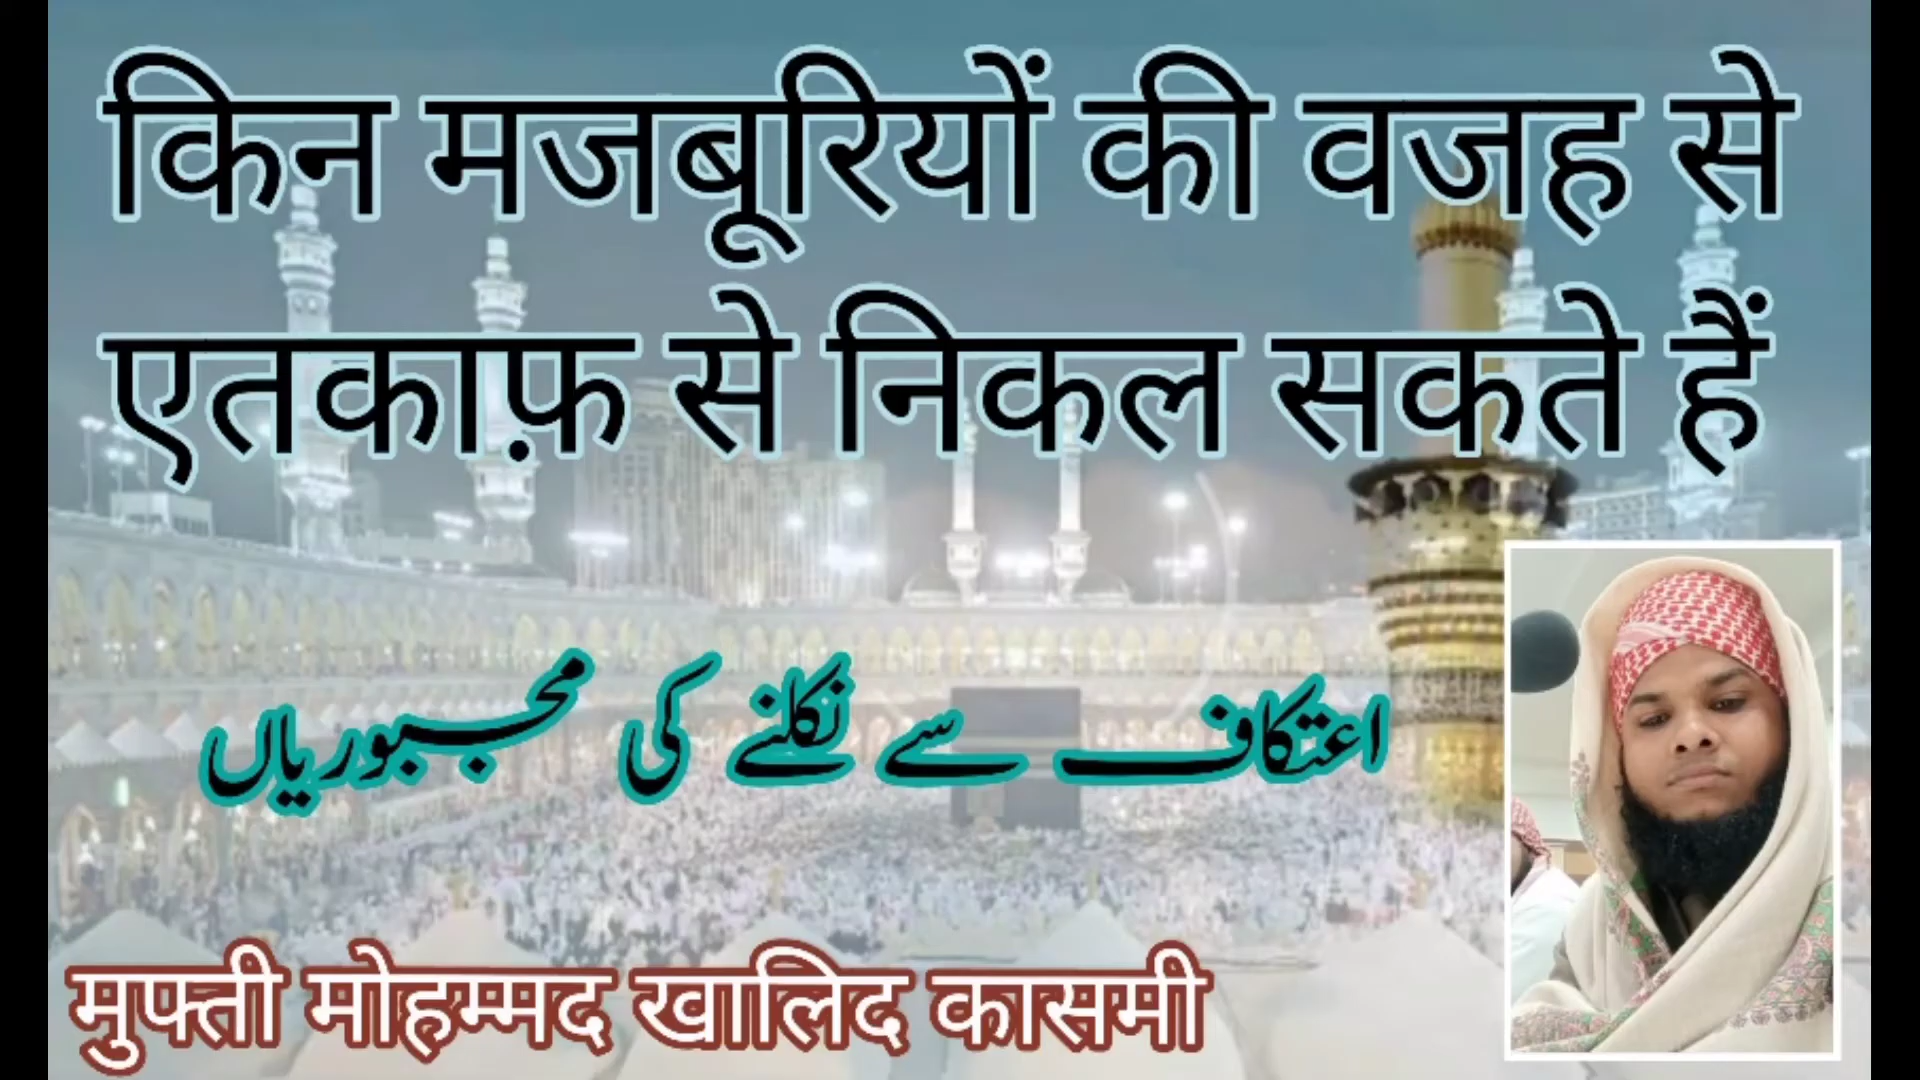 किन मजबूरियों की वजह से
एतकाफ़ से निकल सकते हैं
اعتکاف سے نکلنے کی مجبوریاں
मुफ्ती मोहम्मद खालिद कासमी